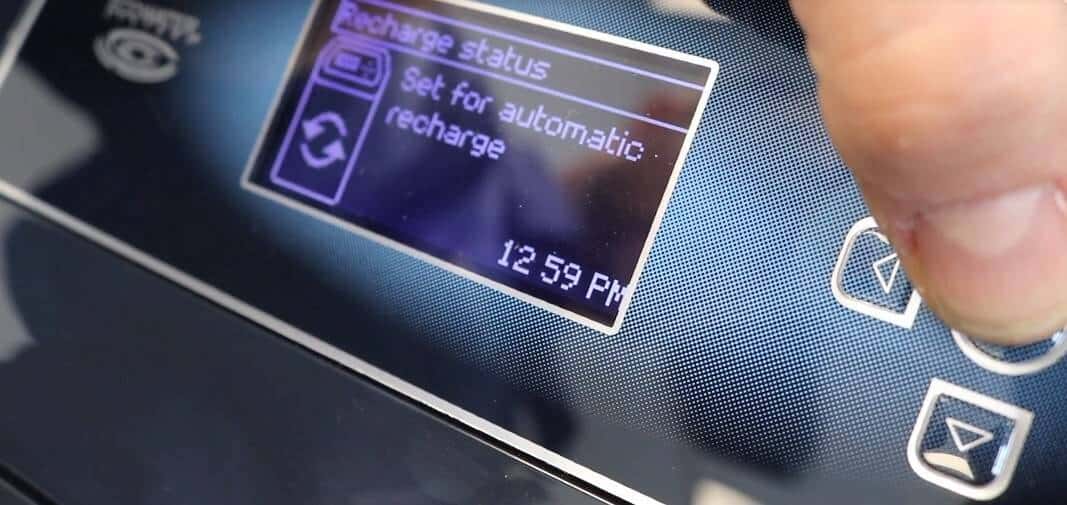 Recharge status
Set for automatic
recharge
12:59 PM